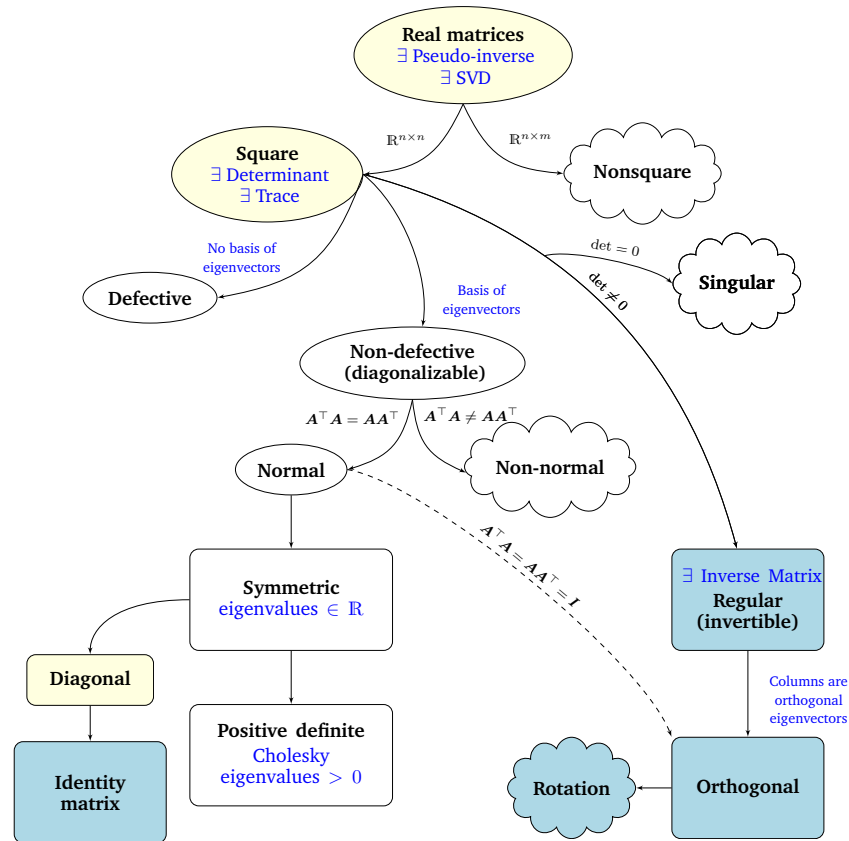 Real matrices
∃ Pseudo-inverse
∃ SVD
ℝⁿˣⁿ
ℝⁿˣᵐ
Square
∃ Determinant
∃ Trace
Nonsquare
No basis of
eigenvectors
det = 0
Defective
Singular
det ≠ 0
Basis of
eigenvectors
Non-defective
(diagonalizable)
A⊤A = AA⊤
A⊤A ≠ AA⊤
Normal
Non-normal
A⊤A = AA⊤ = I
∃ Inverse Matrix
Regular
(invertible)
Symmetric
eigenvalues ∈ ℝ
Diagonal
Columns are
orthogonal
eigenvectors
Positive definite
Cholesky
eigenvalues > 0
Identity
matrix
Rotation
Orthogonal